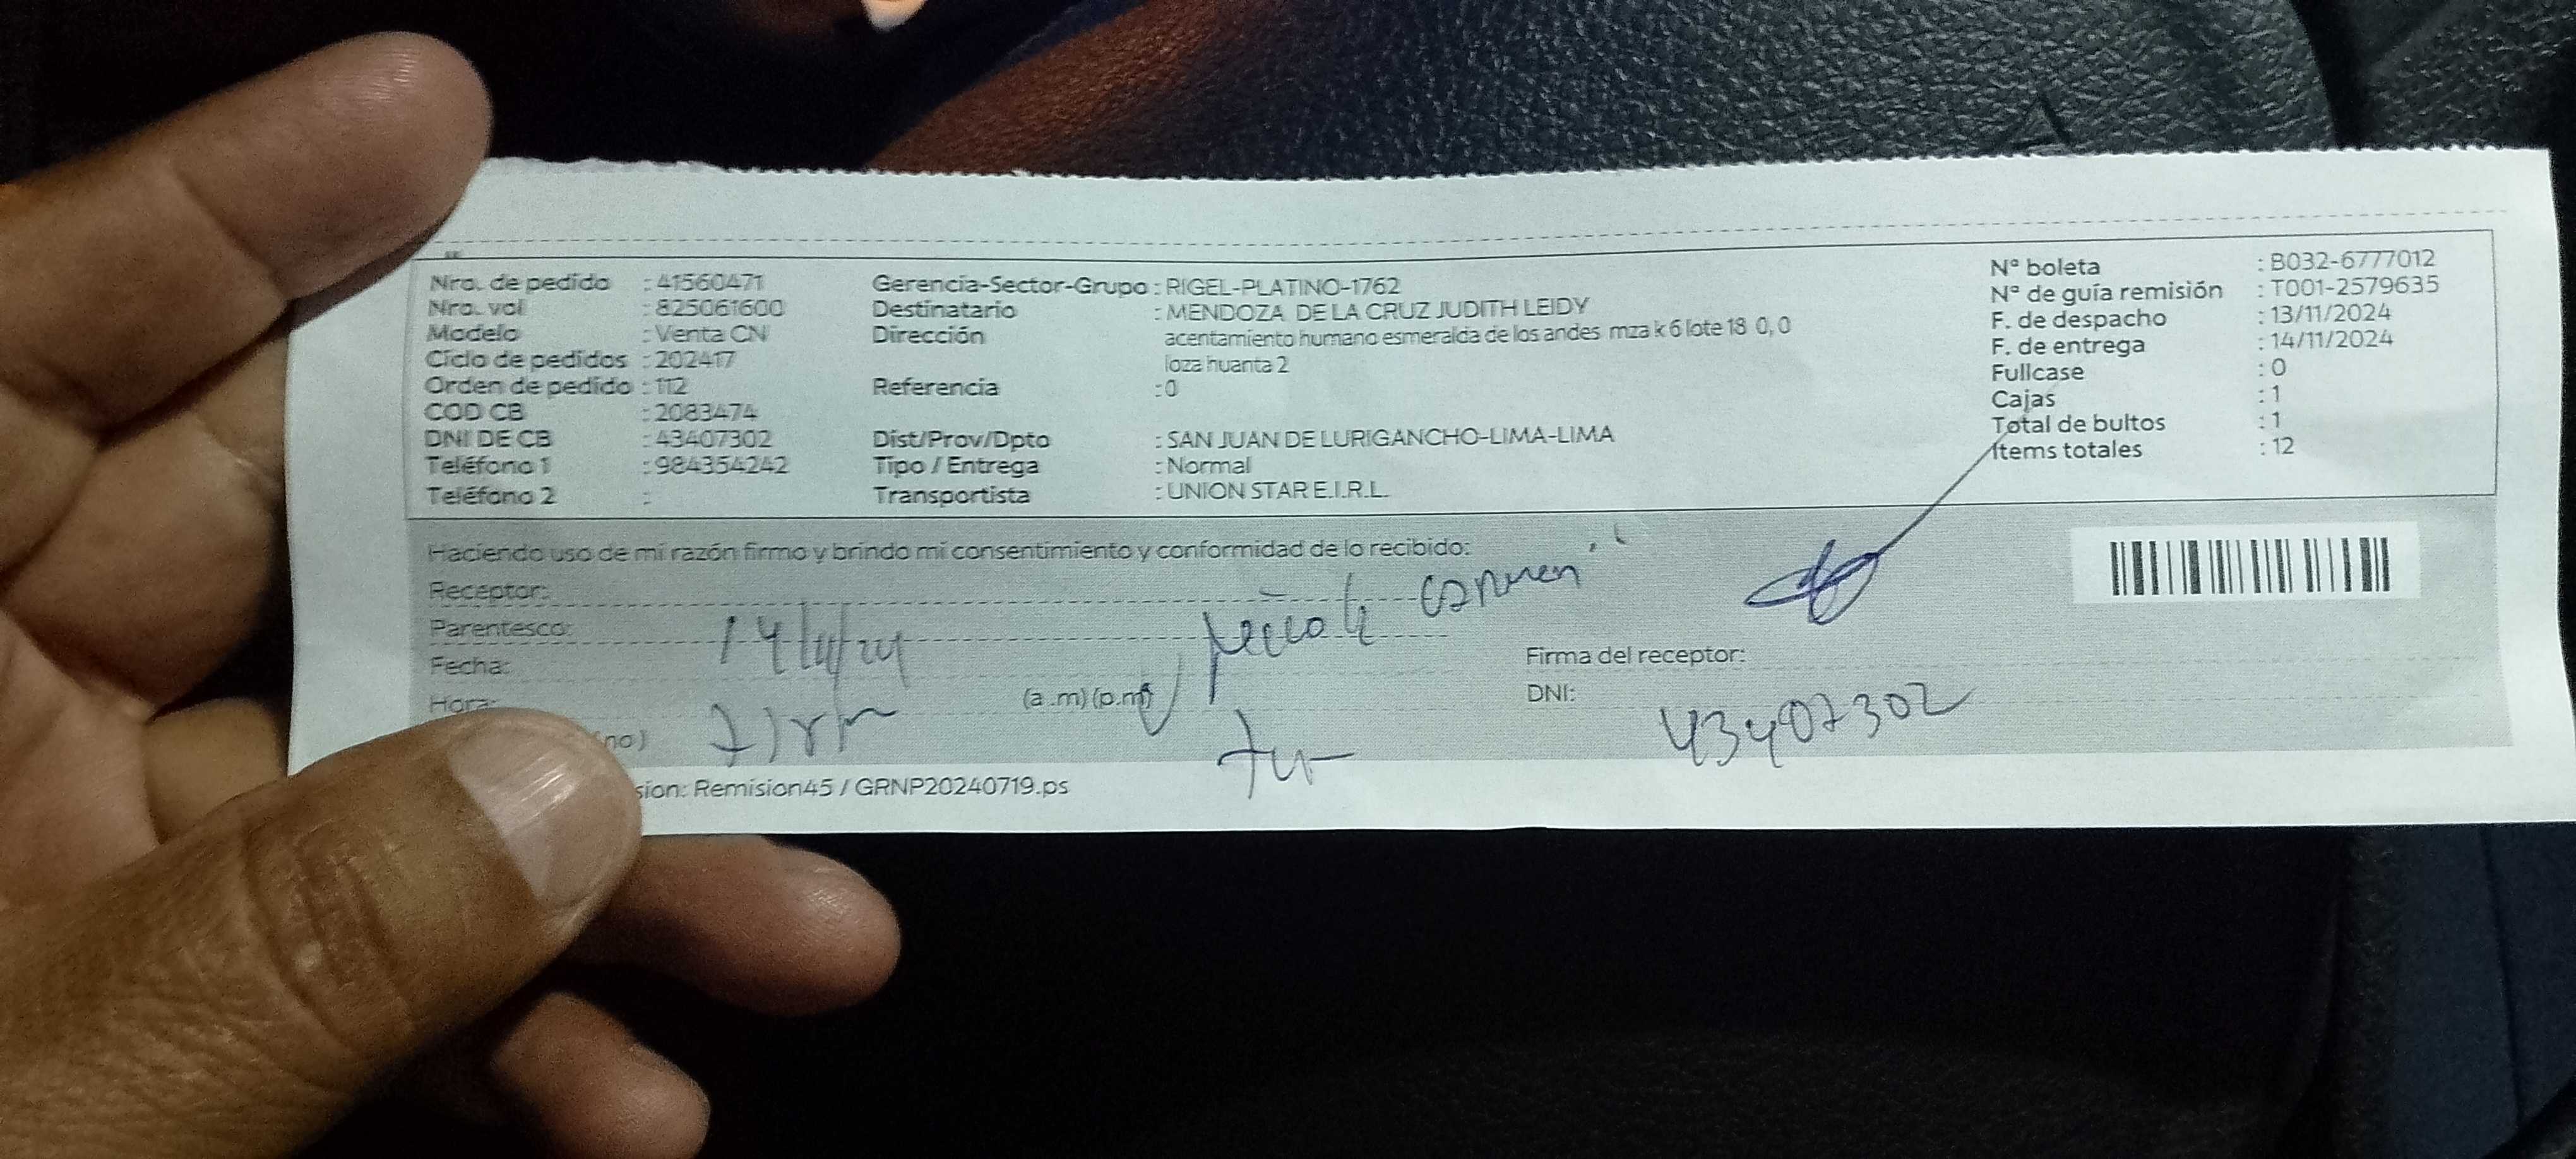 Nro. de pedido : 41560471
Nro. vol : 825061600
Modelo : Venta CN
Ciclo de pedidos : 202417
Orden de pedido : 112
COD CB : 2083474
DNI DE CB : 43407302
Teléfono 1 : 984354242
Teléfono 2 :
Gerencia-Sector-Grupo : RIGEL-PLATINO-1762
Destinatario : MENDOZA DE LA CRUZ JUDITH LEIDY
Dirección acentamiento humano esmeralda de los andes mza k 6 lote 18 0, 0
loza huanta 2
Referencia : 0
Dist/Prov/Dpto : SAN JUAN DE LURIGANCHO-LIMA-LIMA
Tipo / Entrega : Normal
Transportista : UNION STAR E.I.R.L.
N° boleta : B032-6777012
N° de guía remisión : T001-2579635
F. de despacho : 13/11/2024
F. de entrega : 14/11/2024
Fullcase : 0
Cajas : 1
Total de bultos : 1
Ítems totales : 12
Haciendo uso de mi razón firmo y brindo mi consentimiento y conformidad de lo recibido:
Receptor:
Parentesco:
14/11/24
Fecha:
Hora: (a.m) (p.m)
no)
Firma del receptor:
DNI:
43407302
sion: Remision45 / GRNP20240719.ps